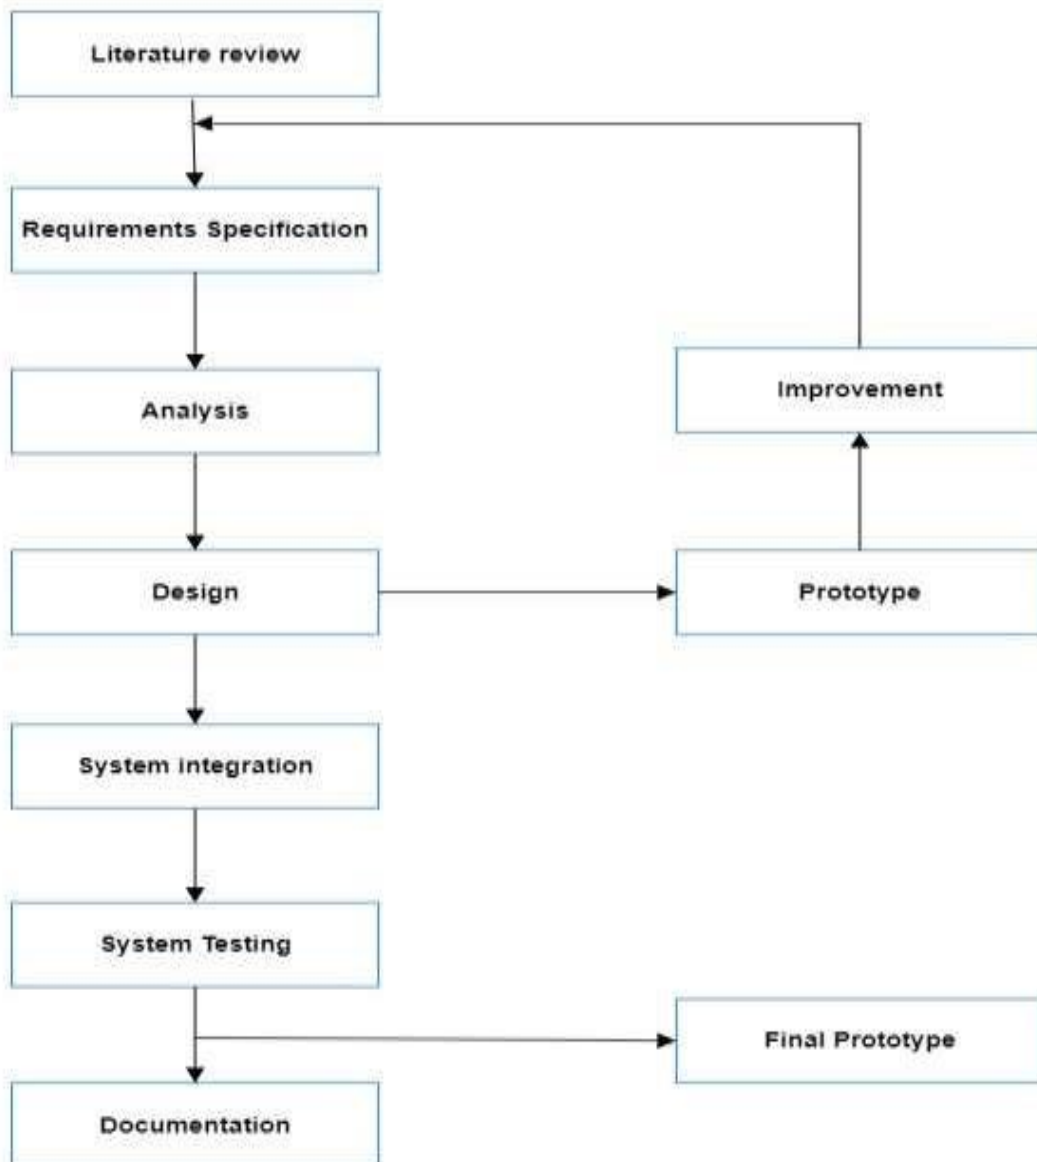 Literature review
Requirements Specification
Analysis
Improvement
Design
Prototype
System integration
System Testing
Final Prototype
Documentation